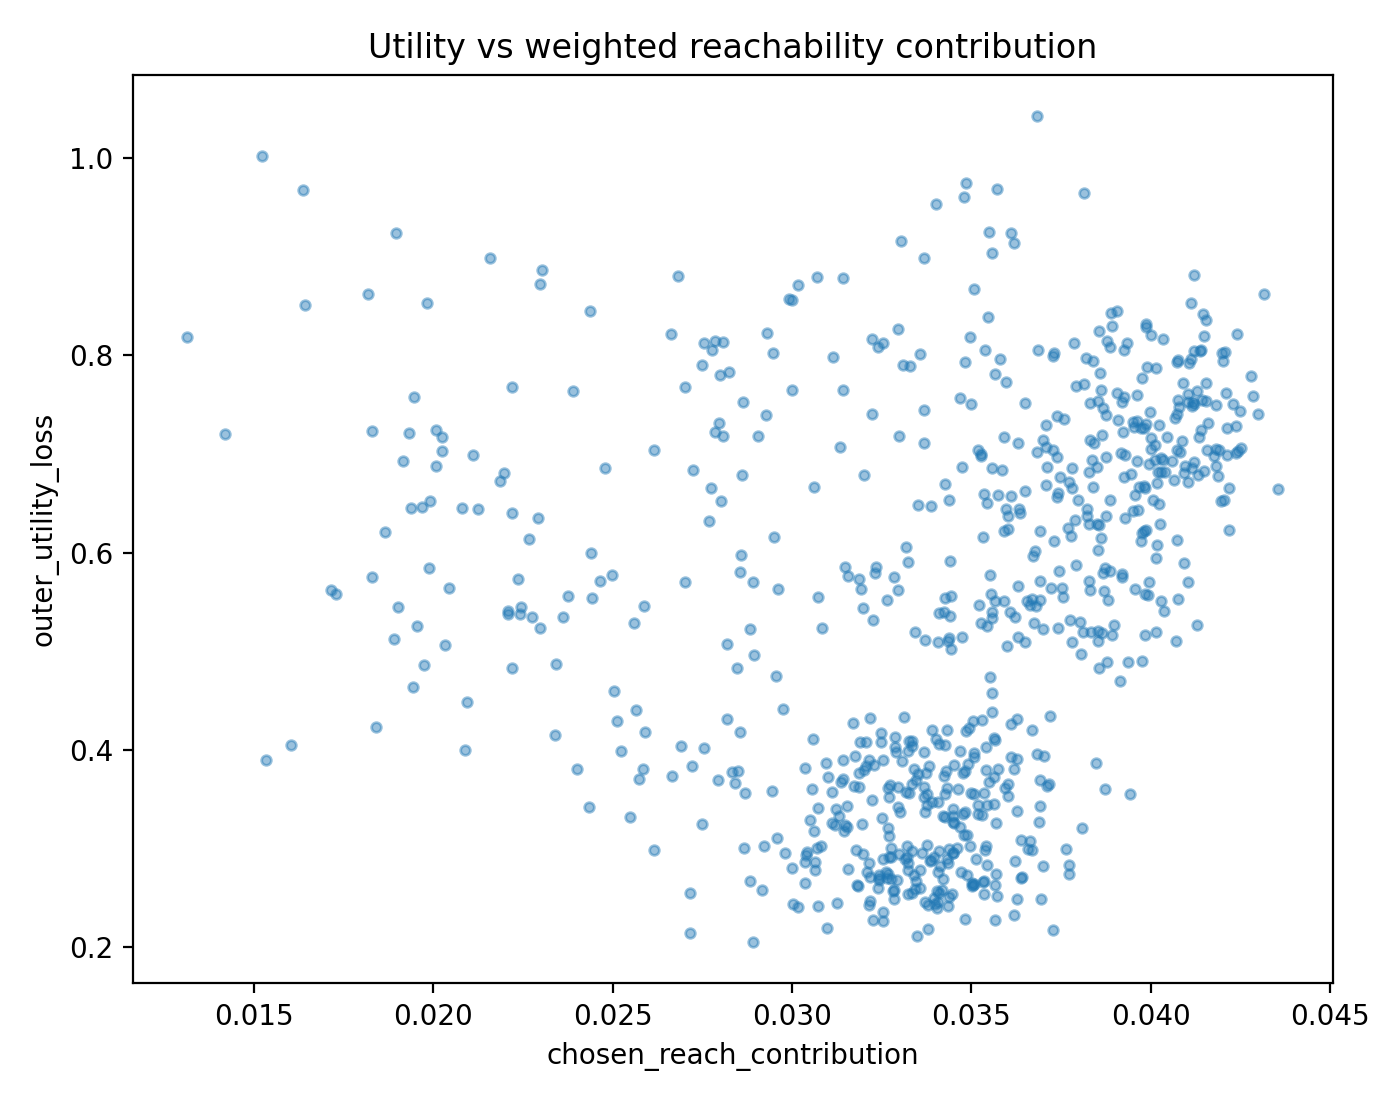 Utility vs weighted reachability contribution
1.0
0.8
0.6
0.4
0.2
outer_utility_loss
0.015 0.020 0.025 0.030 0.035 0.040 0.045
chosen_reach_contribution